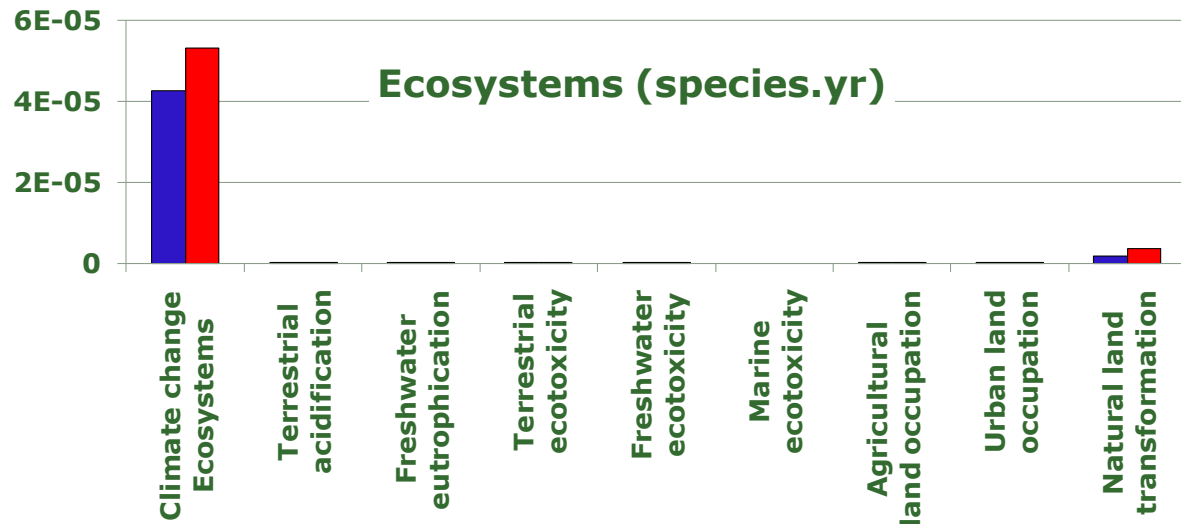 6E-05
Ecosystems (species.yr)
4E-05
2E-05
0
Climate change
Ecosystems
Terrestrial
acidification
Freshwater
eutrophication
Terrestrial
ecotoxicity
Freshwater
ecotoxicity
Marine
ecotoxicity
Agricultural
land occupation
Urban land
occupation
Natural land
transformation